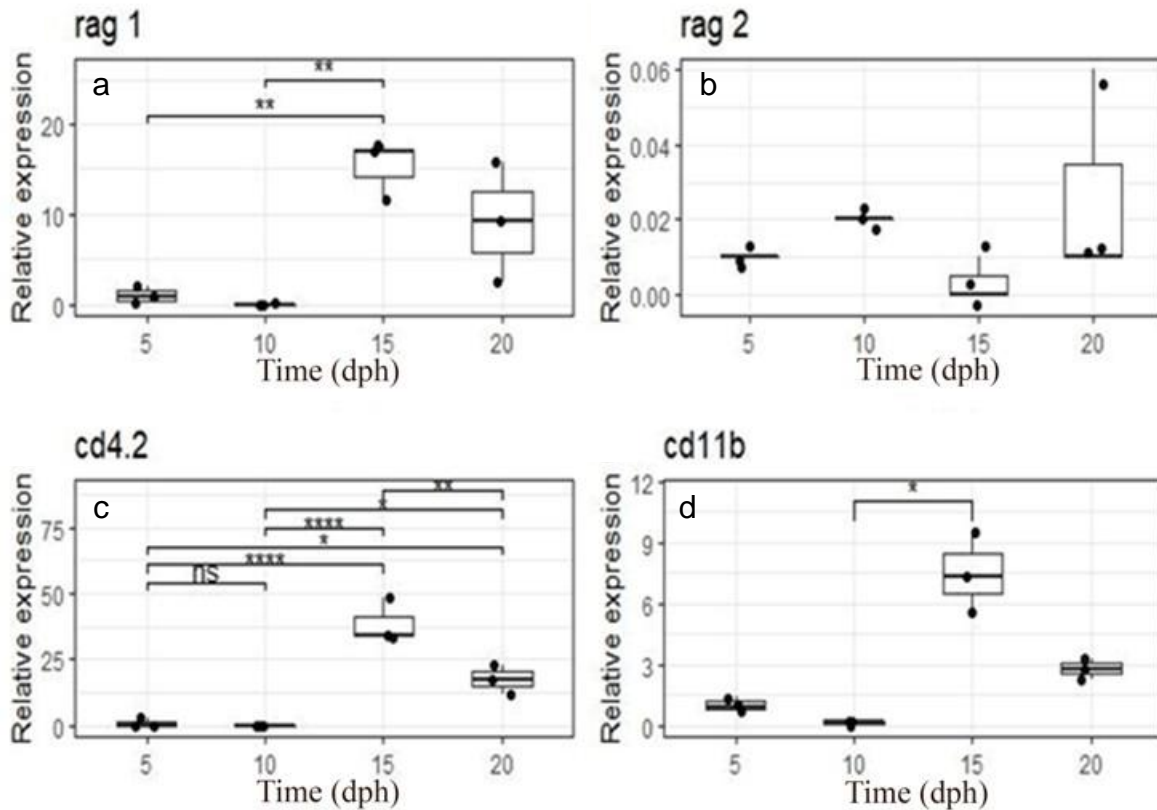 rag 1
a
**
**
Relative expression
20
10
0
5 10 15 20
Time (dph)
rag 2
b
Relative expression
0.06
0.04
0.02
0.00
5 10 15 20
Time (dph)
cd4.2
c
**
*
****
*
****
ns
Relative expression
75
50
25
0
5 10 15 20
Time (dph)
cd11b
d
*
Relative expression
12
9
6
3
0
5 10 15 20
Time (dph)